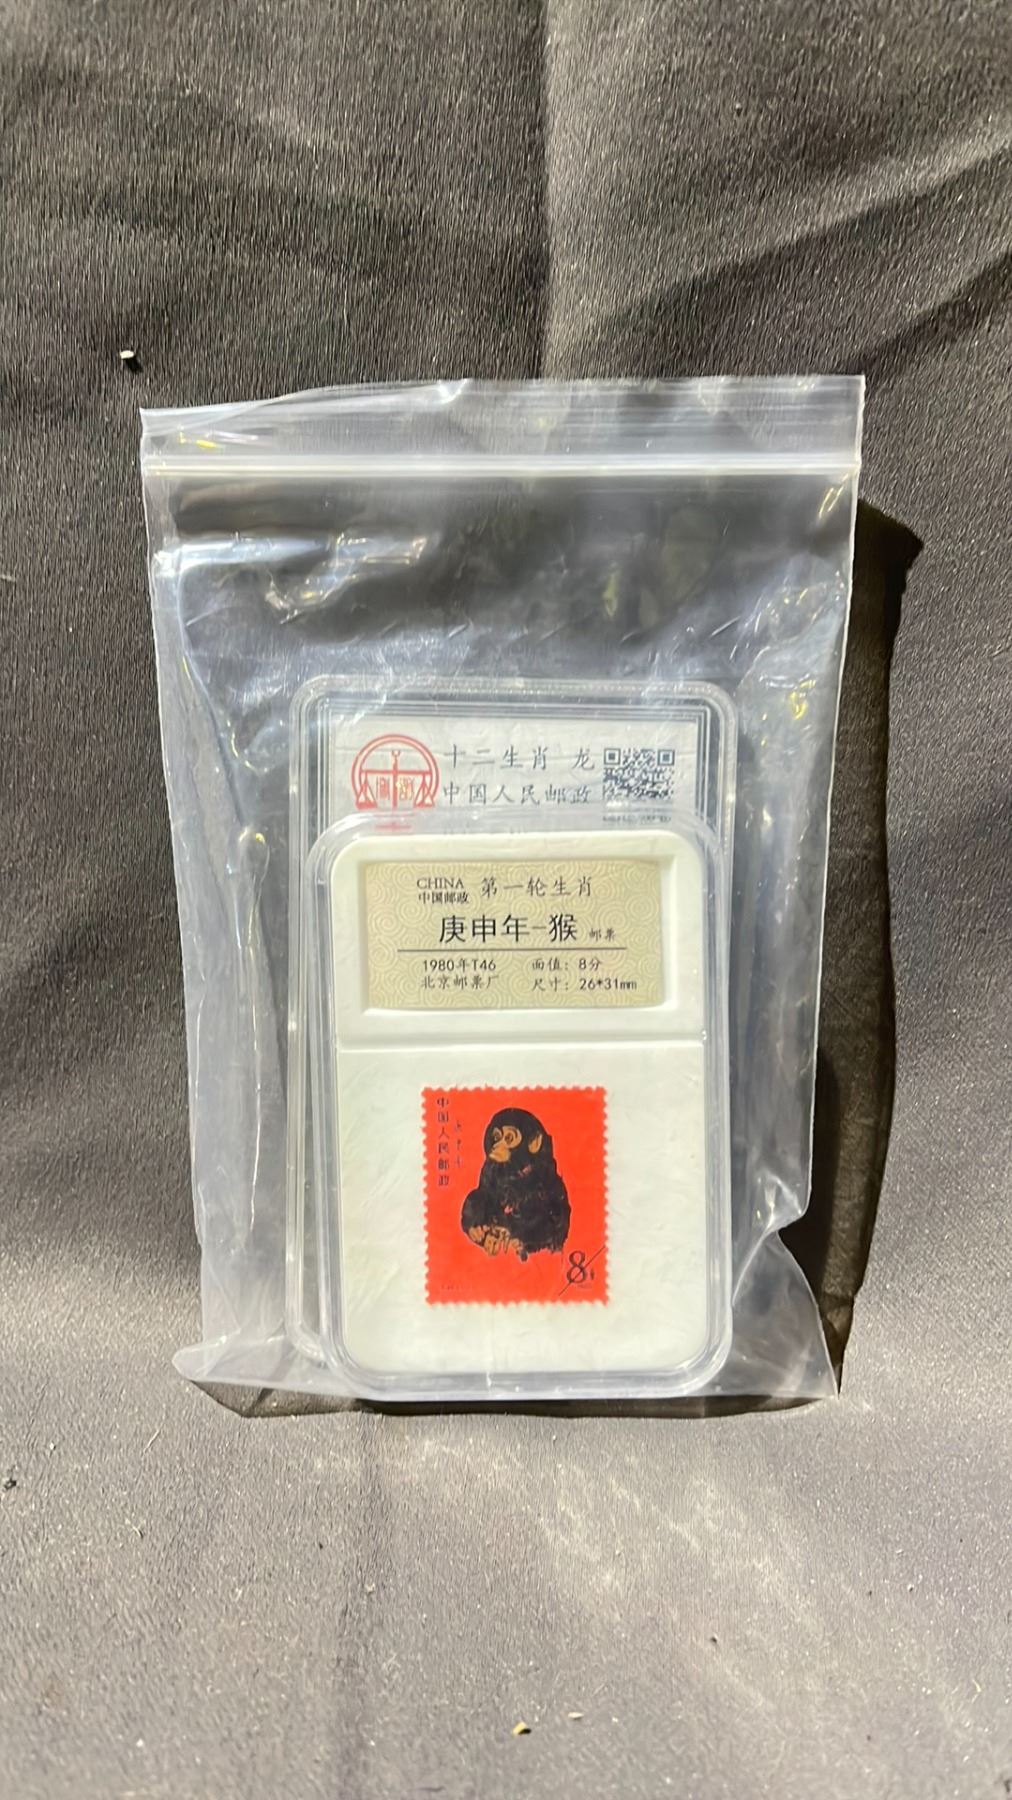 十二生肖 龙
中国人民邮政
CHINA
中国邮政
第一轮生肖
庚申年-猴 邮票
1980年T46 面值: 8分
北京邮票厂 尺寸: 26*31mm
中国人民邮政
8分